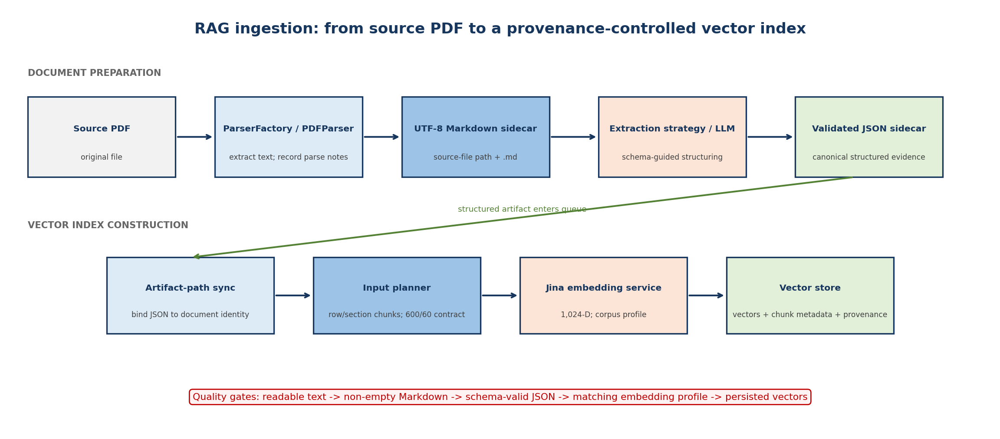 RAG ingestion: from source PDF to a provenance-controlled vector index
DOCUMENT PREPARATION
Source PDF
original file
ParserFactory / PDFParser
extract text; record parse notes
UTF-8 Markdown sidecar
source-file path + .md
Extraction strategy / LLM
schema-guided structuring
Validated JSON sidecar
canonical structured evidence
structured artifact enters queue
VECTOR INDEX CONSTRUCTION
Artifact-path sync
bind JSON to document identity
Input planner
row/section chunks; 600/60 contract
Jina embedding service
1,024-D; corpus profile
Vector store
vectors + chunk metadata + provenance
Quality gates: readable text -> non-empty Markdown -> schema-valid JSON -> matching embedding profile -> persisted vectors